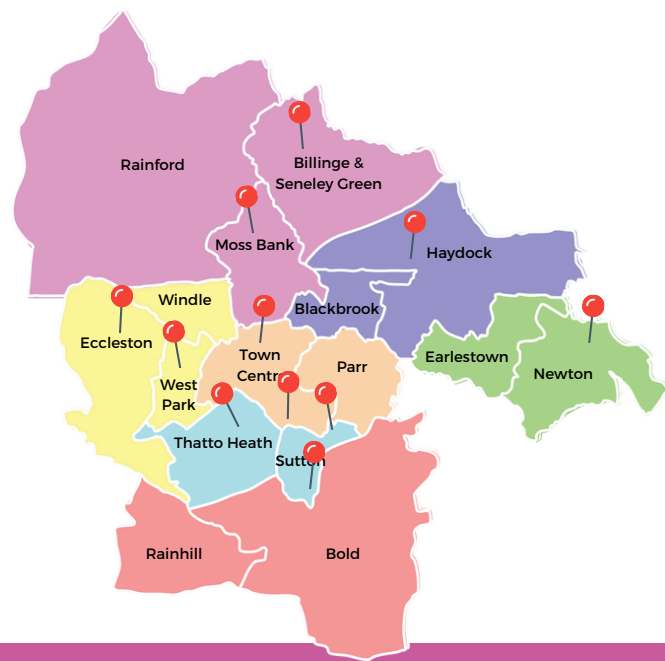 Rainford
Billinge &
Seneley Green
Moss Bank
Haydock
Windle
Blackbrook
Eccleston
Town
Centr
Earlestown
Parr
Newton
West
Park
Thatto Heath
Sutton
Rainhill
Bold